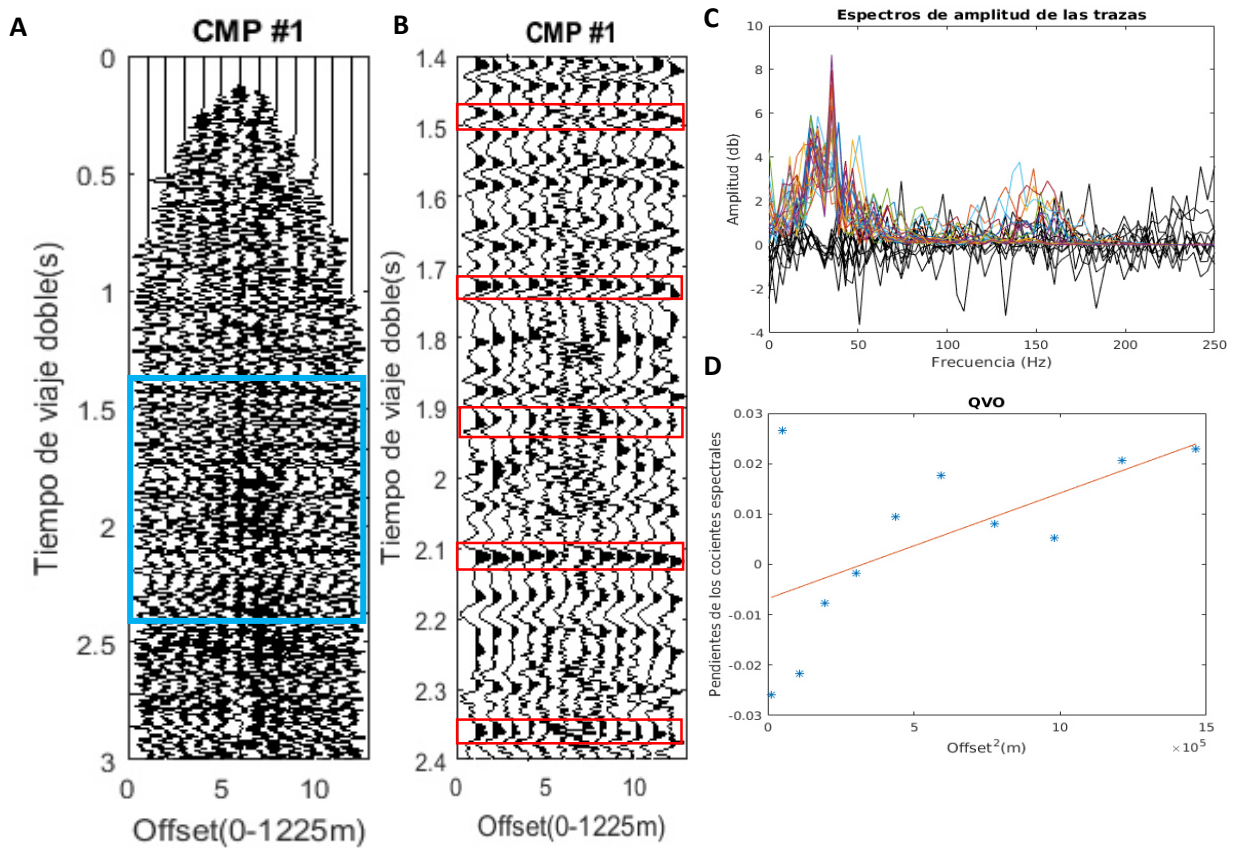 A
CMP #1
0
0.5
1
1.5
2
2.5
3
Tiempo de viaje doble(s)
0 5 10
Offset(0-1225m)
B
CMP #1
1.4
1.5
1.6
1.7
1.8
1.9
2
2.1
2.2
2.3
2.4
Tiempo de viaje doble(s)
0 5 10
Offset(0-1225m)
C
Espectros de amplitud de las trazas
10
8
6
4
2
0
-2
-4
Amplitud (db)
0 50 100 150 200 250
Frecuencia (Hz)
D
QVO
0.03
0.02
0.01
0
-0.01
-0.02
-0.03
Pendientes de los cocientes espectrales
0 5 10 15
Offset²(m)
×10⁵